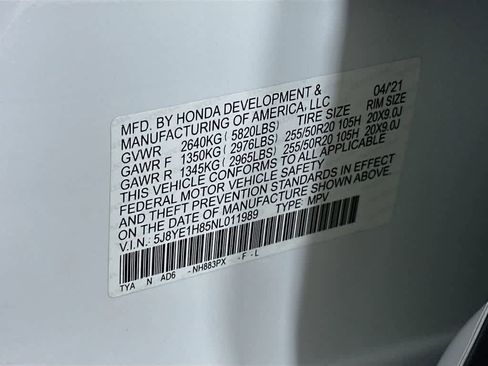 MFD. BY HONDA DEVELOPMENT & 04/'21
MANUFACTURING OF AMERICA, LLC RIM SIZE
GVWR 2640KG ( 5820LBS) TIRE SIZE 20X9.0J
GAWR F 1350KG ( 2976LBS) 255/50R20 105H 20X9.0J
GAWR R 1345KG ( 2965LBS) 255/50R20 105H
THIS VEHICLE CONFORMS TO ALL APPLICABLE
FEDERAL MOTOR VEHICLE SAFETY
AND THEFT PREVENTION STANDARDS IN EFFECT
ON THE DATE OF MANUFACTURE SHOWN ABOVE.
V.I.N.: 5J8YE1H85NL011989 TYPE: MPV
TYA N AD6 - NH883PX - F - L